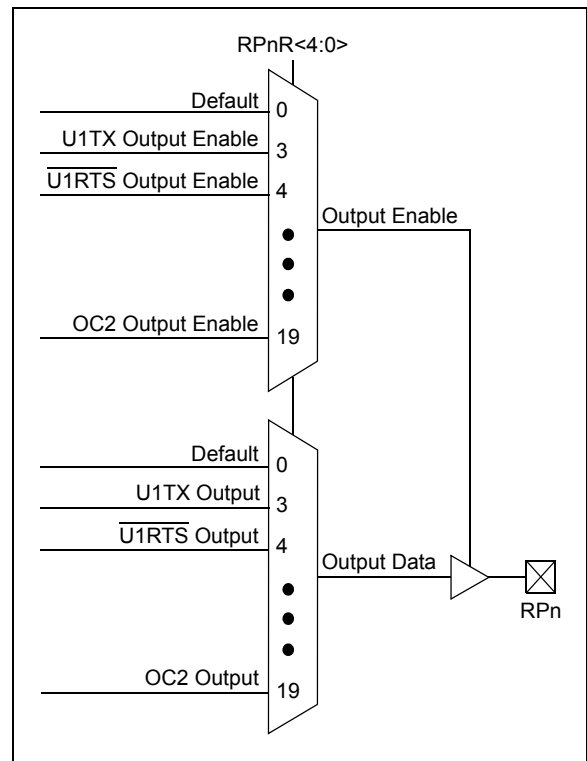 RPnR<4:0>
Default
0
U1TX Output Enable
3
U1RTS Output Enable
4
Output Enable
OC2 Output Enable
19
Default
0
U1TX Output
3
U1RTS Output
4
Output Data
RPn
OC2 Output
19